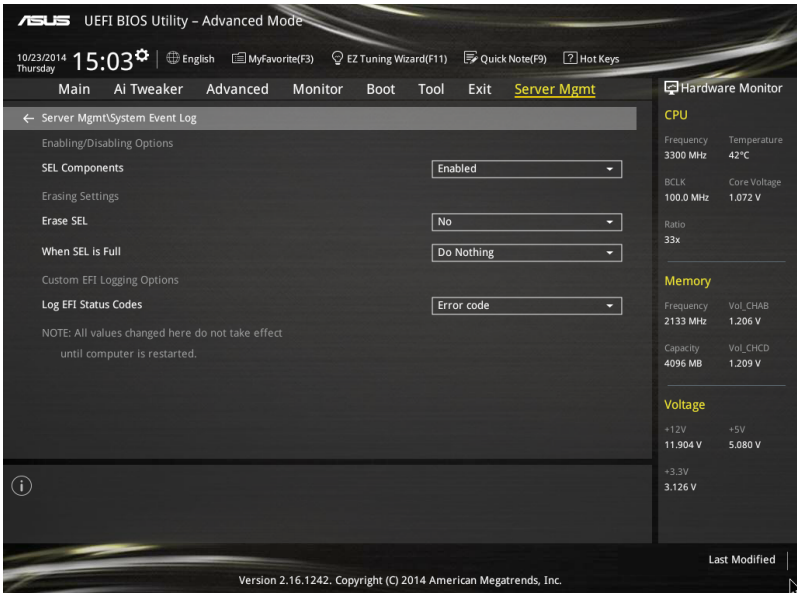 ASUS UEFI BIOS Utility – Advanced Mode
10/23/2014 Thursday 15:03 English MyFavorite(F3) EZ Tuning Wizard(F11) Quick Note(F9) ? Hot Keys
Main Ai Tweaker Advanced Monitor Boot Tool Exit Server Mgmt
← Server Mgmt\System Event Log
Enabling/Disabling Options
SEL Components Enabled
Erasing Settings
Erase SEL No
When SEL is Full Do Nothing
Custom EFI Logging Options
Log EFI Status Codes Error code
NOTE: All values changed here do not take effect
until computer is restarted.
Hardware Monitor
CPU
Frequency Temperature
3300 MHz 42°C
BCLK Core Voltage
100.0 MHz 1.072 V
Ratio
33x
Memory
Frequency Vol_CHAB
2133 MHz 1.206 V
Capacity Vol_CHCD
4096 MB 1.209 V
Voltage
+12V +5V
11.904 V 5.080 V
+3.3V
3.126 V
i
Last Modified
Version 2.16.1242. Copyright (C) 2014 American Megatrends, Inc.